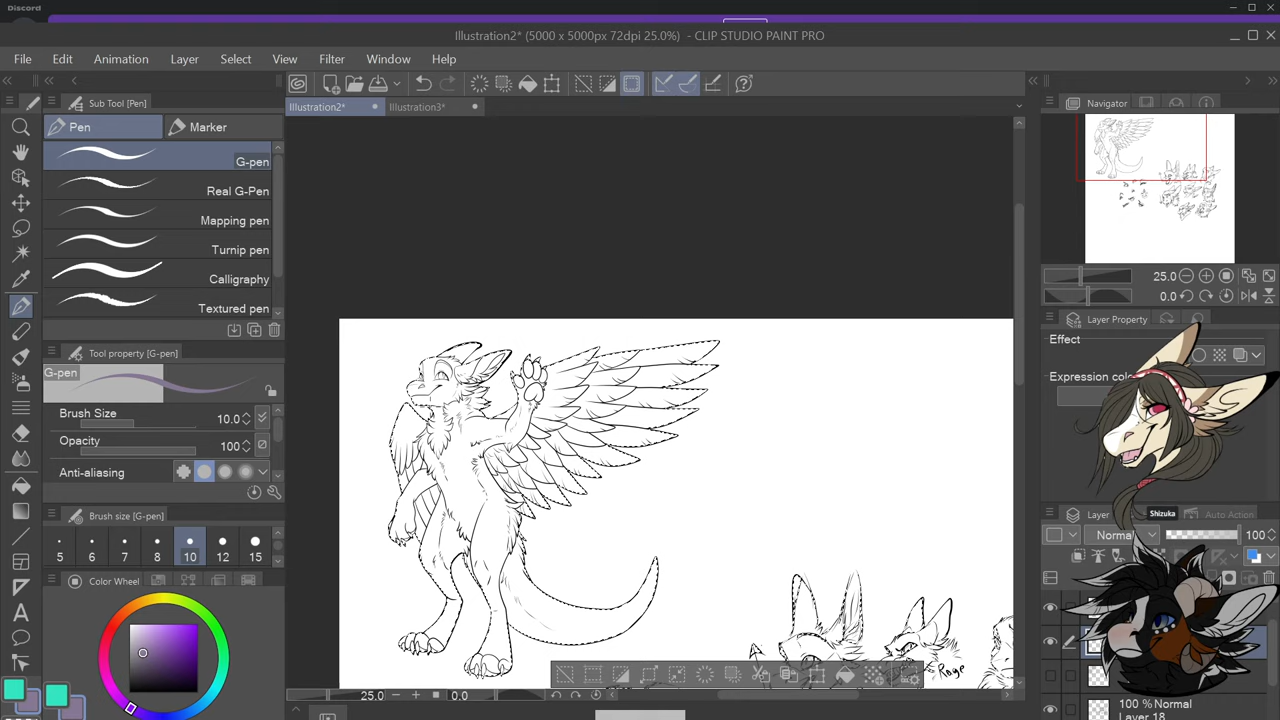 Discord
Illustration2* (5000 x 5000px 72dpi 25.0%) - CLIP STUDIO PAINT PRO
File Edit Animation Layer Select View Filter Window Help
Sub Tool [Pen]
Illustration2*
Illustration3*
Navigator
Pen
Marker
G-pen
Real G-Pen
Mapping pen
Turnip pen
Calligraphy
Textured pen
Tool property [G-pen]
G-pen
Brush Size 10.0
Opacity 100
Anti-aliasing
Brush size [G-pen]
5 6 7 8 10 12 15
Color Wheel
25.0
0.0
Layer Property
Effect
Expression colo
Shizuka
Layer
Auto Action
Normal 100
Rage
25.0 0.0
100 % Normal
Layer 18